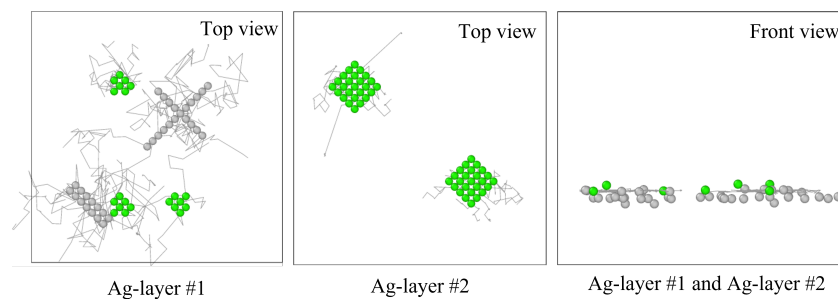 Top view
Top view
Front view
Ag-layer #1
Ag-layer #2
Ag-layer #1 and Ag-layer #2